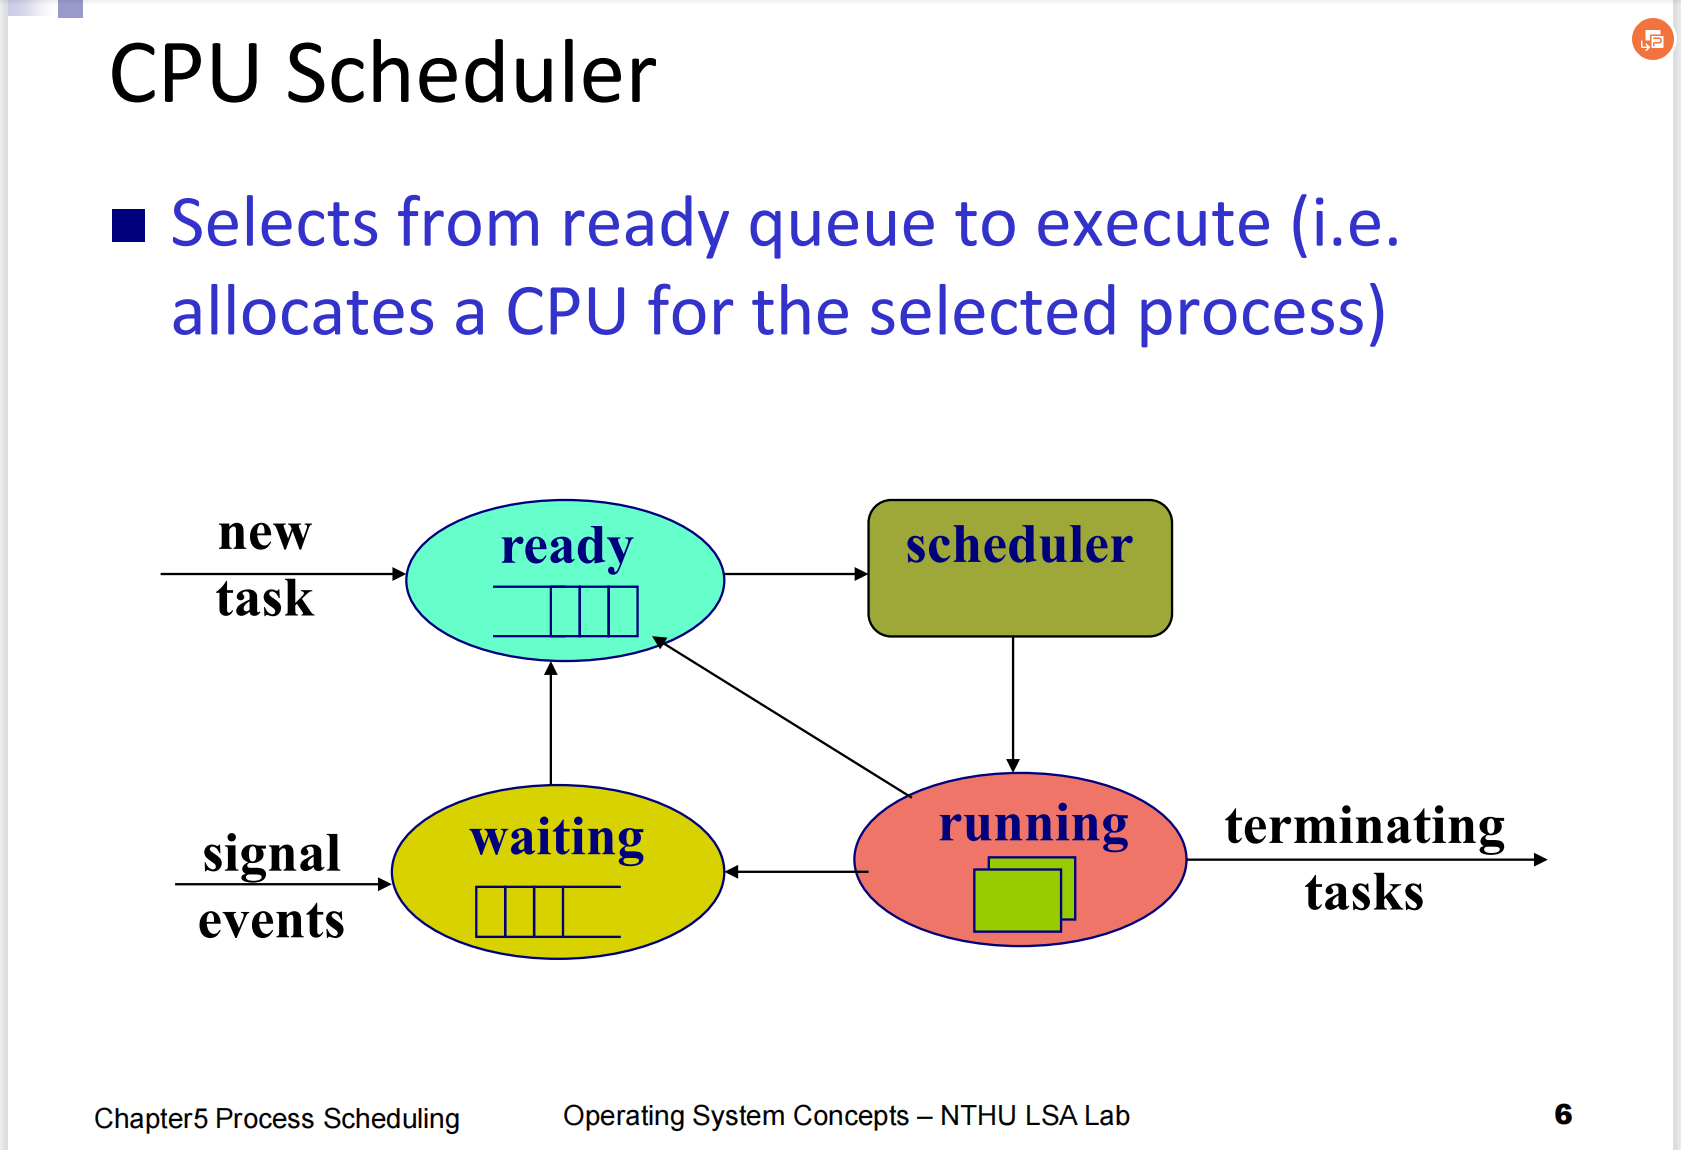 CPU Scheduler
Selects from ready queue to execute (i.e.
allocates a CPU for the selected process)
new
task
ready
scheduler
signal
events
waiting
running
terminating
tasks
Chapter5 Process Scheduling
Operating System Concepts – NTHU LSA Lab
6